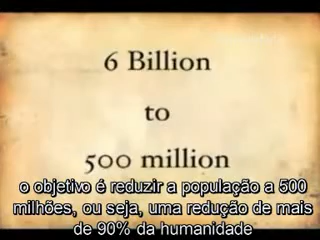 6 Billion
to
500 million
o objetivo é reduzir a população a 500
milhões, ou seja, uma redução de mais
de 90% da humanidade